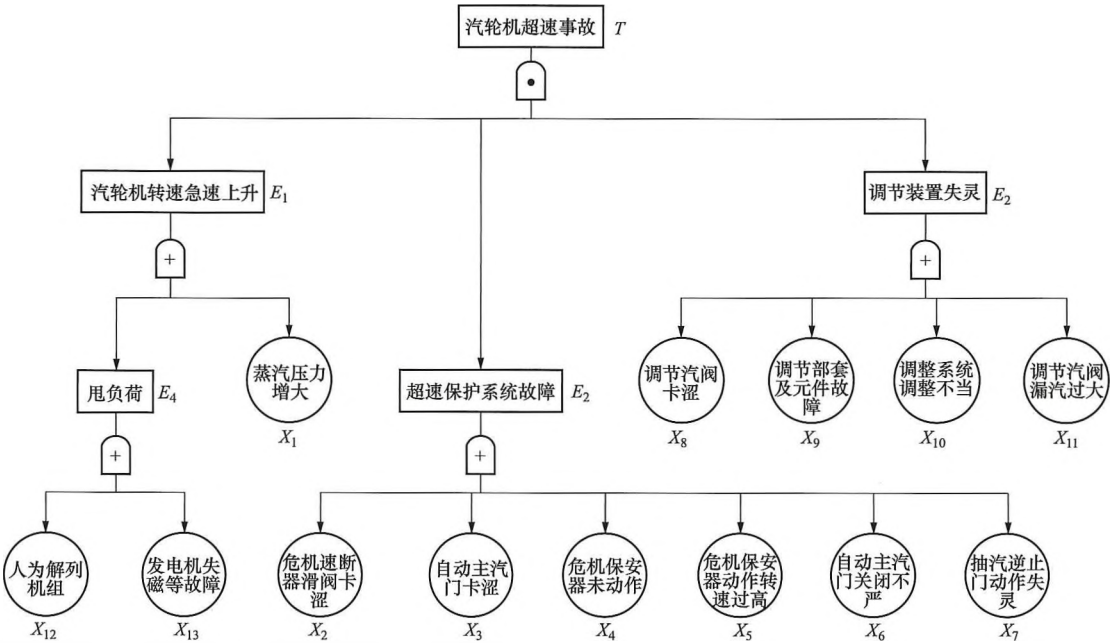 汽轮机超速事故 T
汽轮机转速急速上升 E₁
调节装置失灵 E₂
+
+
甩负荷 E₄
蒸汽压力
增大
X₁
超速保护系统故障 E₂
调节汽阀
卡涩
X₈
调节部套
及元件故
障
X₉
调整系统
调整不当
X₁₀
调节汽阀
漏汽过大
X₁₁
+
+
人为解列
机组
X₁₂
发电机失
磁等故障
X₁₃
危机速断
器滑阀卡
涩
X₂
自动主汽
门卡涩
X₃
危机保安
器未动作
X₄
危机保安
器动作转
速过高
X₅
自动主汽
门关闭不
严
X₆
抽汽逆止
门动作失
灵
X₇